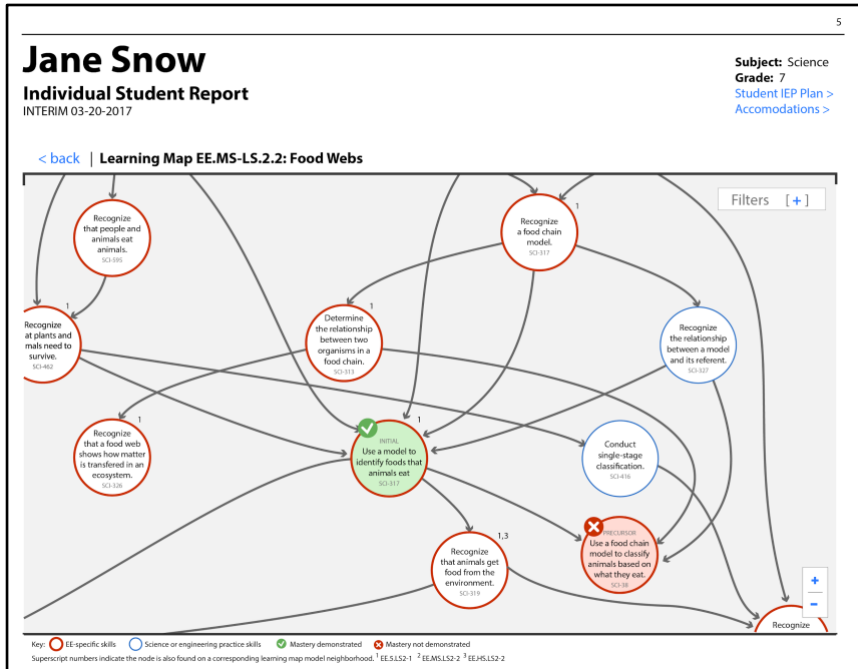 5
Jane Snow
Individual Student Report
INTERIM 03-20-2017
Subject: Science
Grade: 7
Student IEP Plan >
Accomodations >
< back | Learning Map EE.MS-LS.2.2: Food Webs
Filters [+]
Recognize
that people and
animals eat
animals.
SCI-595
1
Recognize
a food chain
model.
SCI-317
1
Recognize
at plants and
mals need to
survive.
SCI-462
1
Determine
the relationship
between two
organisms in a
food chain.
SCI-313
Recognize
the relationship
between a model
and its referent.
SCI-327
1
Recognize
that a food web
shows how matter
is transfered in an
ecosystem.
SCI-326
1
INITIAL
Use a model to
identify foods that
animals eat
SCI-317
Conduct
single-stage
classification.
SCI-416
1,3
Recognize
that animals get
food from the
environment.
SCI-319
PRECURSOR
Use a food chain
model to classify
animals based on
what they eat.
SCI-38
Recognize
+
–
Key: EE-specific skills Science or engineering practice skills Mastery demonstrated Mastery not demonstrated
Superscript numbers indicate the node is also found on a corresponding learning map model neighborhood. 1 EE.5.LS2-1 2 EE.MS.LS2-2 3 EE.HS.LS2-2